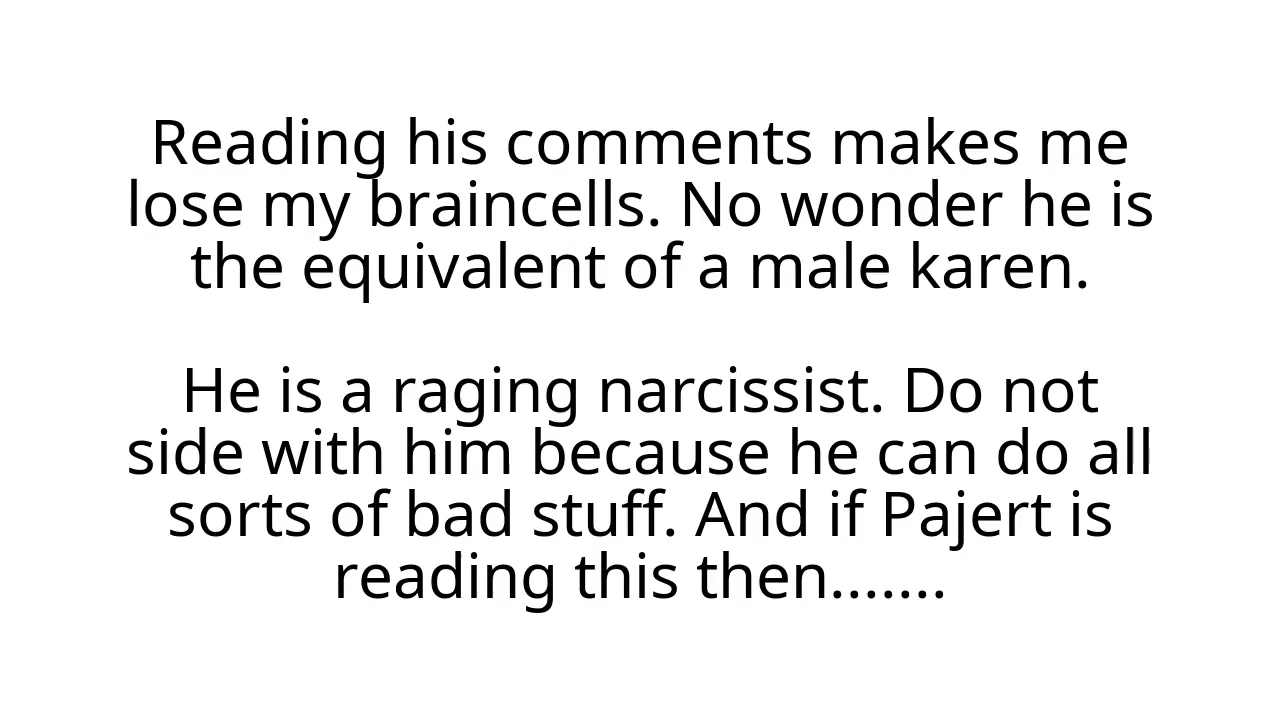 Reading his comments makes me
lose my braincells. No wonder he is
the equivalent of a male karen.
He is a raging narcissist. Do not
side with him because he can do all
sorts of bad stuff. And if Pajert is
reading this then.......